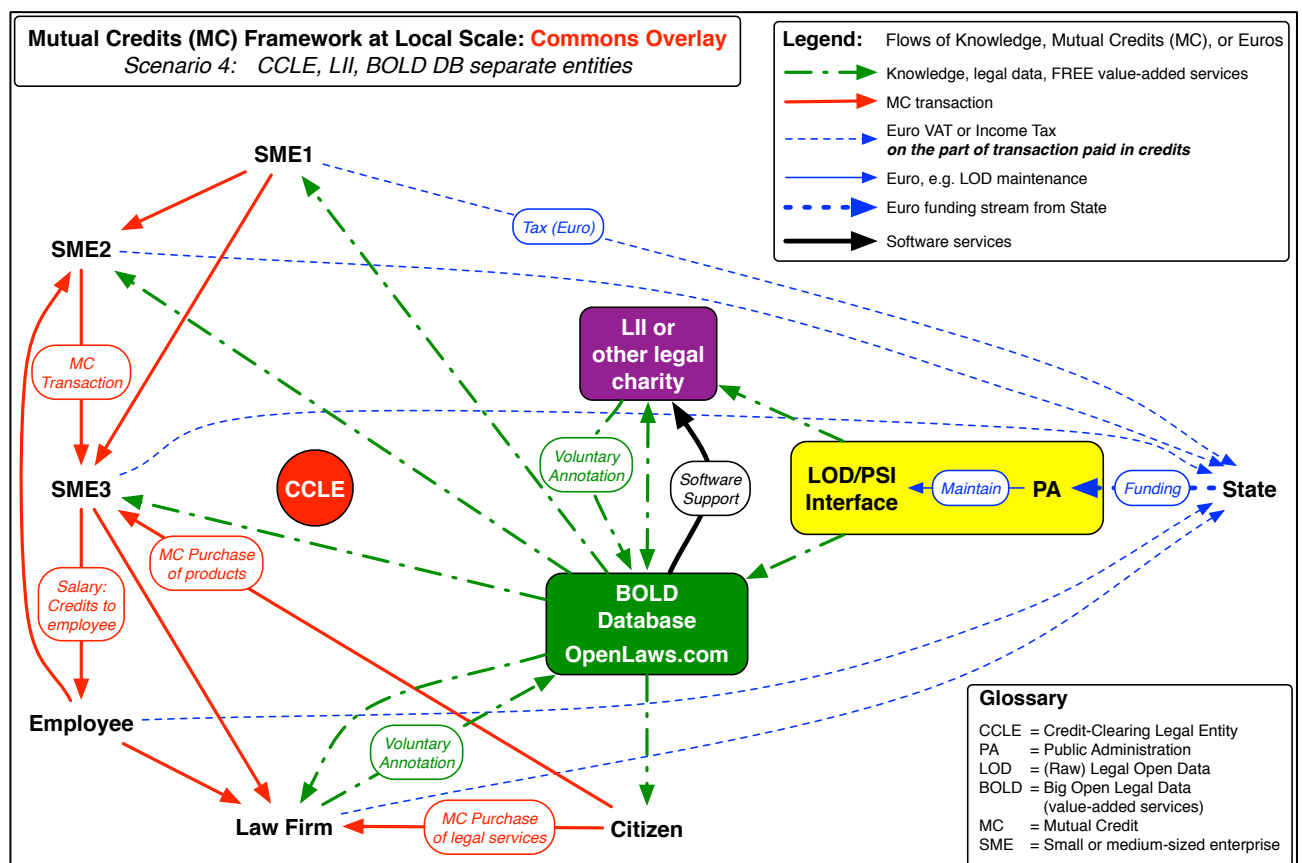 Mutual Credits (MC) Framework at Local Scale: Commons Overlay
Scenario 4: CCLE, LII, BOLD DB separate entities
Legend: Flows of Knowledge, Mutual Credits (MC), or Euros
Knowledge, legal data, FREE value-added services
MC transaction
Euro VAT or Income Tax
on the part of transaction paid in credits
Euro, e.g. LOD maintenance
Euro funding stream from State
Software services
SME1
Tax (Euro)
SME2
MC
Transaction
LII or
other legal
charity
Voluntary
Annotation
Software
Support
SME3
CCLE
LOD/PSI
Interface
Maintain
PA
Funding
State
MC Purchase
of products
Salary:
Credits to
employee
BOLD
Database
OpenLaws.com
Employee
Voluntary
Annotation
Law Firm
MC Purchase
of legal services
Citizen
Glossary
CCLE = Credit-Clearing Legal Entity
PA = Public Administration
LOD = (Raw) Legal Open Data
BOLD = Big Open Legal Data
(value-added services)
MC = Mutual Credit
SME = Small or medium-sized enterprise